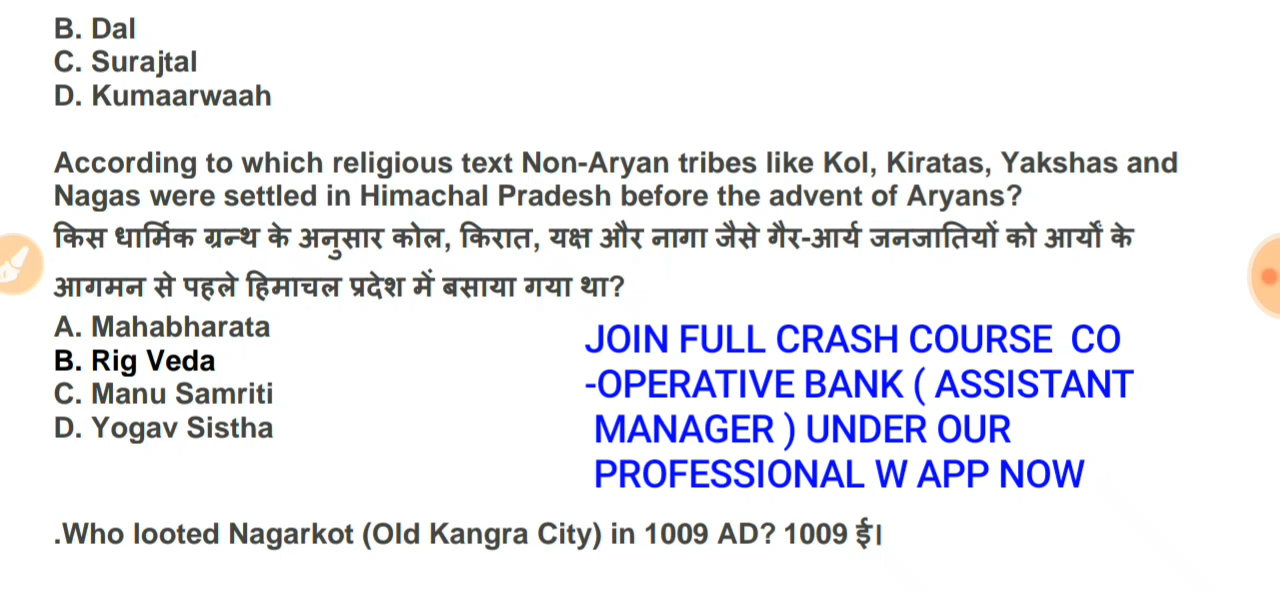 B. Dal
C. Surajtal
D. Kumaarwaah
According to which religious text Non-Aryan tribes like Kol, Kiratas, Yakshas and
Nagas were settled in Himachal Pradesh before the advent of Aryans?
किस धार्मिक ग्रन्थ के अनुसार कोल, किरात, यक्ष और नागा जैसे गैर-आर्य जनजातियों को आर्यों के
आगमन से पहले हिमाचल प्रदेश में बसाया गया था?
A. Mahabharata
B. Rig Veda
C. Manu Samriti
D. Yogav Sistha
JOIN FULL CRASH COURSE CO
-OPERATIVE BANK ( ASSISTANT
MANAGER ) UNDER OUR
PROFESSIONAL W APP NOW
.Who looted Nagarkot (Old Kangra City) in 1009 AD? 1009 ई।